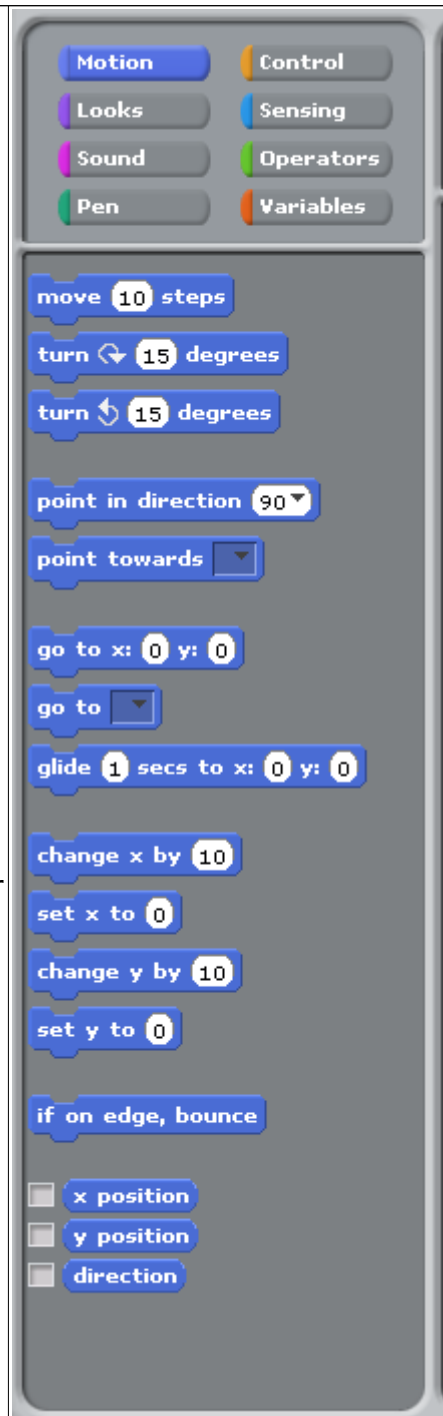 Motion Control
Looks Sensing
Sound Operators
Pen Variables
move 10 steps
turn 15 degrees
turn 15 degrees
point in direction 90
point towards
go to x: 0 y: 0
go to
glide 1 secs to x: 0 y: 0
change x by 10
set x to 0
change y by 10
set y to 0
if on edge, bounce
x position
y position
direction